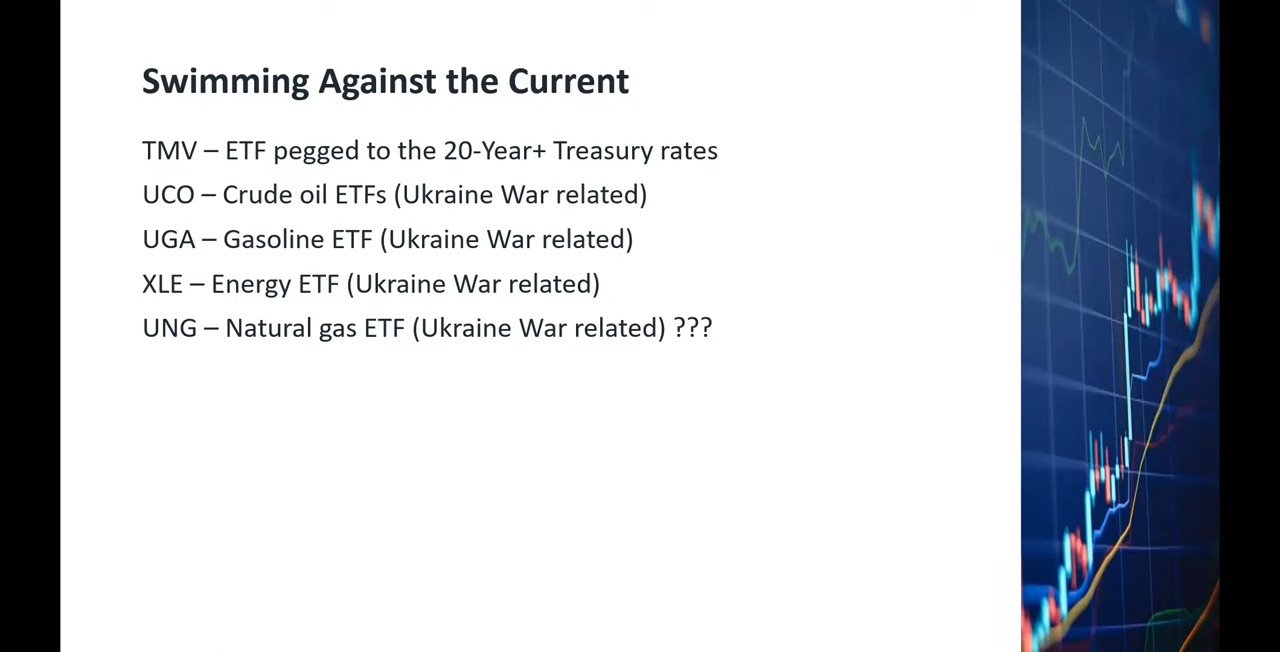 Swimming Against the Current
TMV – ETF pegged to the 20-Year+ Treasury rates
UCO – Crude oil ETFs (Ukraine War related)
UGA – Gasoline ETF (Ukraine War related)
XLE – Energy ETF (Ukraine War related)
UNG – Natural gas ETF (Ukraine War related) ???